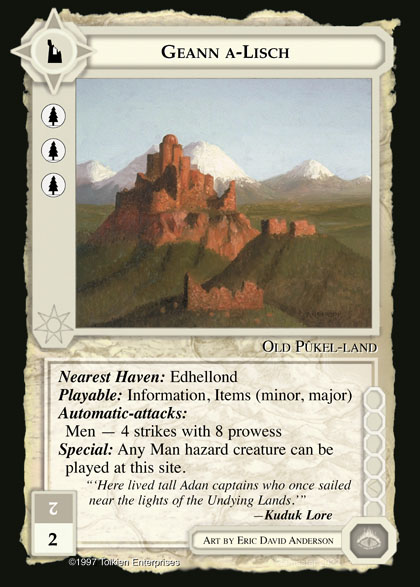 Geann a-Lisch
Old Pûkel-land
Nearest Haven: Edhellond
Playable: Information, Items (minor, major)
Automatic-attacks:
Men — 4 strikes with 8 prowess
Special: Any Man hazard creature can be
played at this site.
“‘Here lived tall Adan captains who once sailed
near the lights of the Undying Lands.’”
—Kuduk Lore
2
2
Art by Eric David Anderson
©1997 Tolkien Enterprises